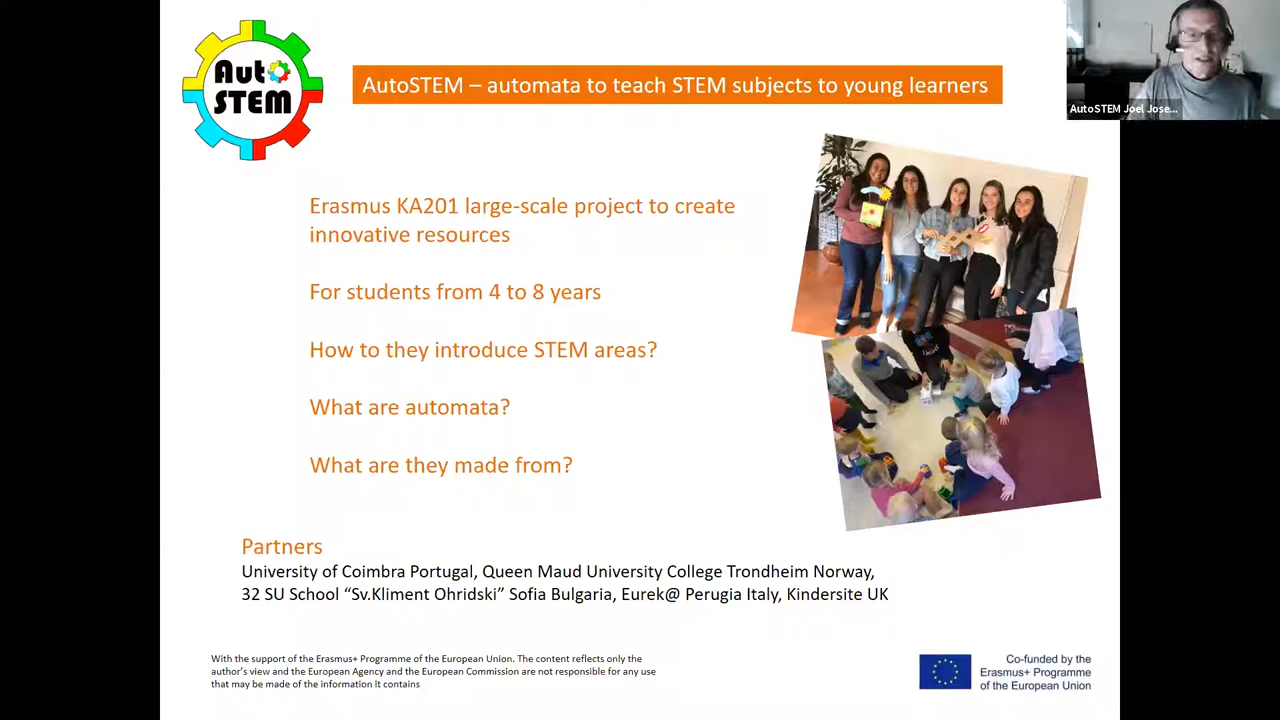 Auto
STEM
AutoSTEM – automata to teach STEM subjects to young learners
AutoSTEM Joel Jose...
Erasmus KA201 large-scale project to create
innovative resources
For students from 4 to 8 years
How to they introduce STEM areas?
What are automata?
What are they made from?
Partners
University of Coimbra Portugal, Queen Maud University College Trondheim Norway,
32 SU School “Sv.Kliment Ohridski” Sofia Bulgaria, Eurek@ Perugia Italy, Kindersite UK
With the support of the Erasmus+ Programme of the European Union. The content reflects only the
author's view and the European Agency and the European Commission are not responsible for any use
that may be made of the information it contains
Co-funded by the
Erasmus+ Programme
of the European Union